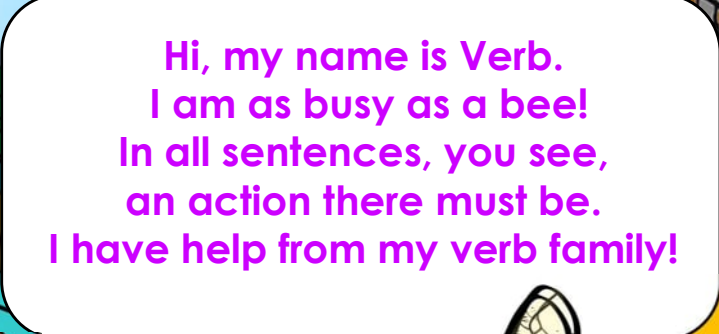 Hi, my name is Verb.
I am as busy as a bee!
In all sentences, you see,
an action there must be.
I have help from my verb family!